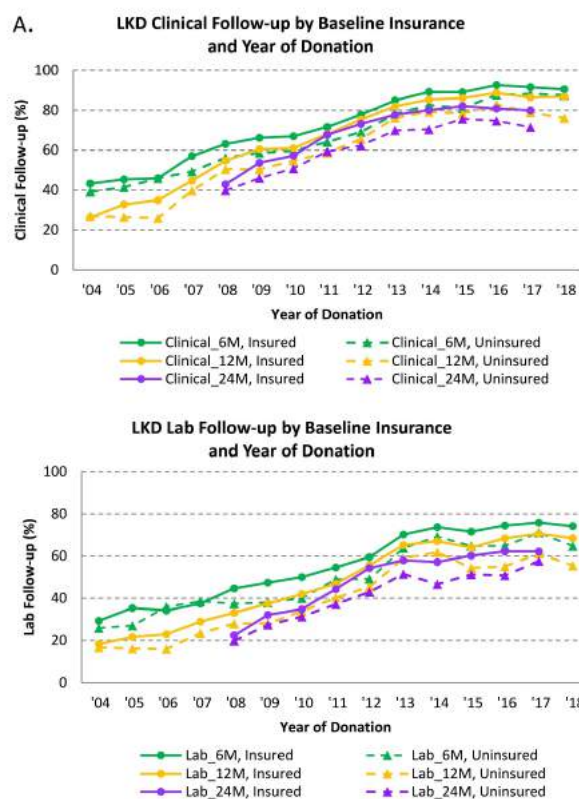 A.
LKD Clinical Follow-up by Baseline Insurance
and Year of Donation
Clinical Follow-up (%)
100
80
60
40
20
0
'04 '05 '06 '07 '08 '09 '10 '11 '12 '13 '14 '15 '16 '17 '18
Year of Donation
Clinical_6M, Insured Clinical_6M, Uninsured
Clinical_12M, Insured Clinical_12M, Uninsured
Clinical_24M, Insured Clinical_24M, Uninsured
LKD Lab Follow-up by Baseline Insurance
and Year of Donation
Lab Follow-up (%)
100
80
60
40
20
0
'04 '05 '06 '07 '08 '09 '10 '11 '12 '13 '14 '15 '16 '17 '18
Year of Donation
Lab_6M, Insured Lab_6M, Uninsured
Lab_12M, Insured Lab_12M, Uninsured
Lab_24M, Insured Lab_24M, Uninsured